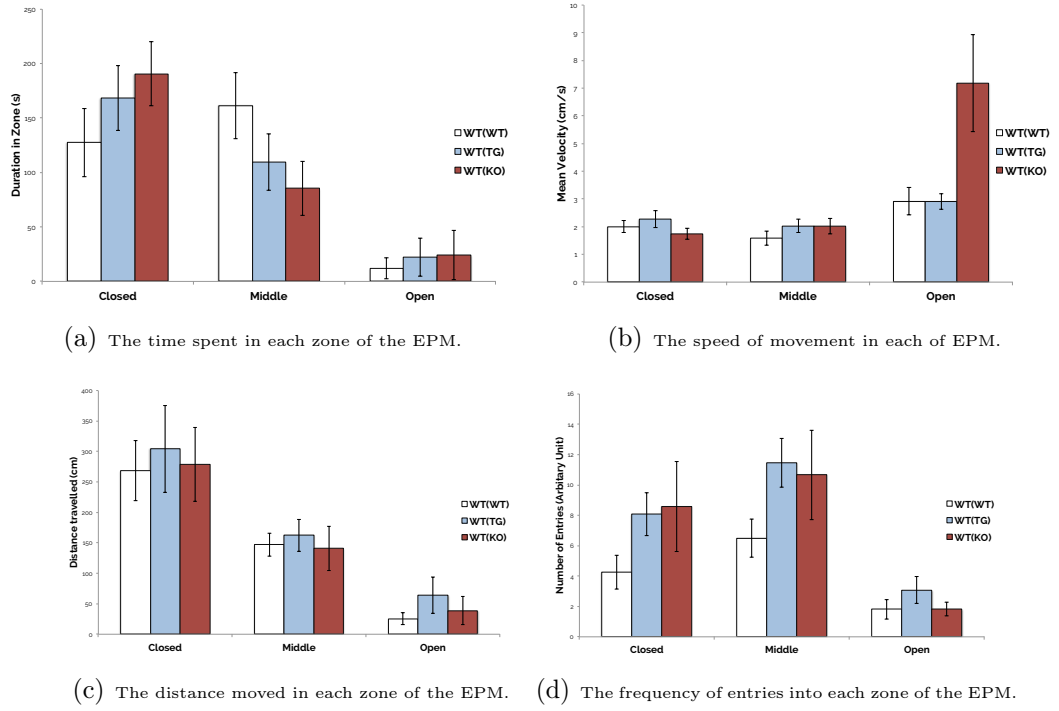 Duration in Zone (s)
250
200
150
100
50
0
Closed
Middle
Open
WT(WT)
WT(TG)
WT(KO)
(a) The time spent in each zone of the EPM.
Mean Velocity (cm/s)
10
9
8
7
6
5
4
3
2
1
0
Closed
Middle
Open
WT(WT)
WT(TG)
WT(KO)
(b) The speed of movement in each of EPM.
Distance travelled (cm)
400
350
300
250
200
150
100
50
0
Closed
Middle
Open
WT(WT)
WT(TG)
WT(KO)
(c) The distance moved in each zone of the EPM.
Number of Entries (Arbitary Unit)
16
14
12
10
8
6
4
2
0
Closed
Middle
Open
WT(WT)
WT(TG)
WT(KO)
(d) The frequency of entries into each zone of the EPM.